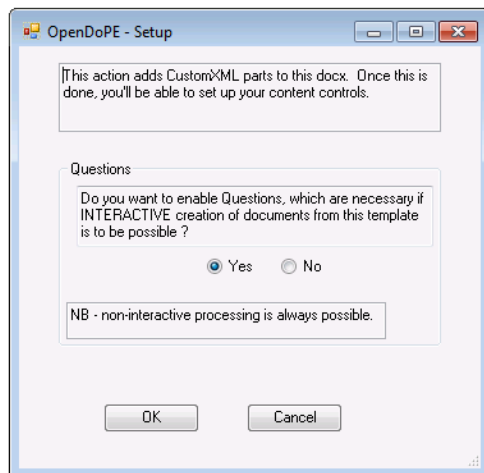 OpenDoPE - Setup
This action adds CustomXML parts to this docx.  Once this is
done, you'll be able to set up your content controls.
Questions
Do you want to enable Questions, which are necessary if
INTERACTIVE creation of documents from this template
is to be possible ?
Yes No
NB - non-interactive processing is always possible.
OK Cancel